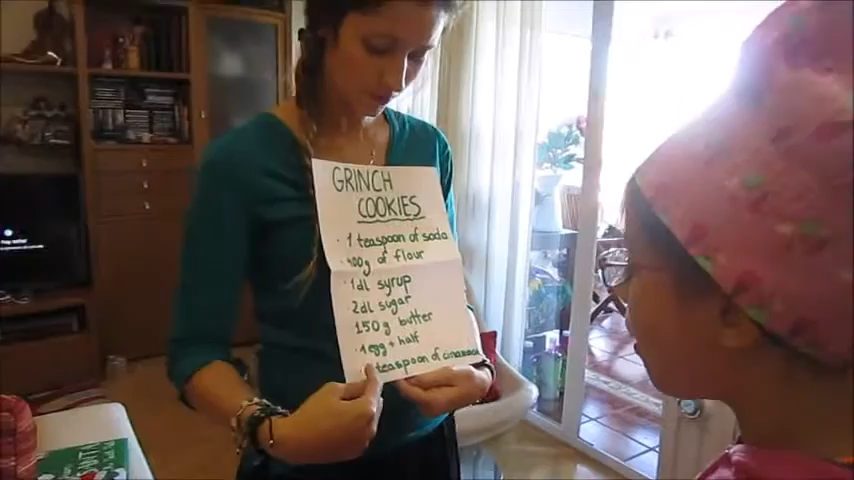 GRINCH
COOKIES
1 teaspoon of soda
400g of flour
1dl syrup
2dl sugar
150g butter
1 egg + half
teaspoon of cinnamon